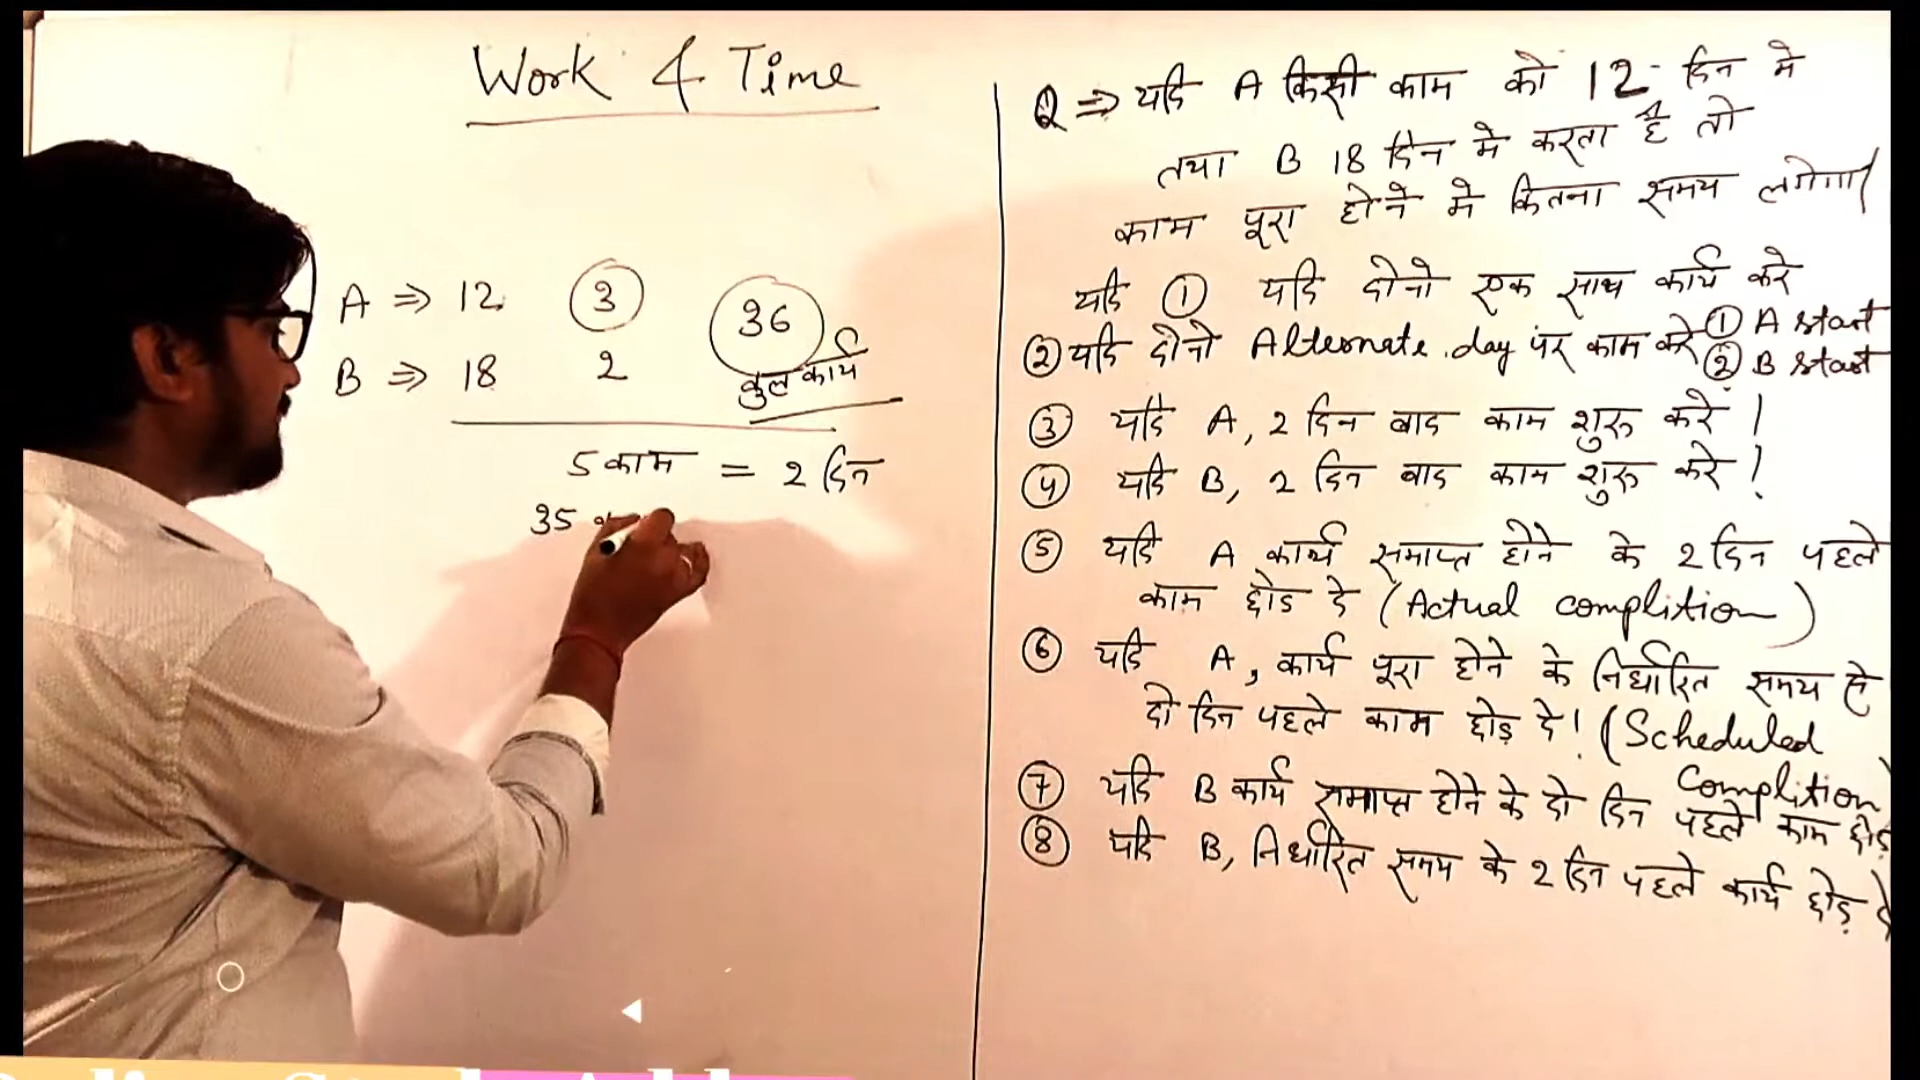 Work & Time
A ⇒ 12 3 36
B ⇒ 18 2 कुल कार्य
5 काम = 2 दिन
35
Q ⇒ यदि A किसी काम को 12 दिन मे
तथा B 18 दिन मे करता है तो
काम पूरा होने मे कितना समय लगेगा।
यदि ① यदि दोनो एक साथ कार्य करे
② यदि दोनो Alternate day पर काम करे ① A start
② B start
③ यदि A, 2 दिन बाद काम शुरू करे।
④ यदि B, 2 दिन बाद काम शुरू करे।
⑤ यदि A कार्य समाप्त होने के 2 दिन पहले
काम छोड दे (Actual complition)
⑥ यदि A, कार्य पूरा होने के निर्धारित समय से
दो दिन पहले काम छोड़ दे। (Scheduled
Complition)
⑦ यदि B कार्य समाप्त होने के दो दिन पहले काम छोड़
⑧ यदि B, निर्धारित समय के 2 दिन पहले कार्य छोड़ दे